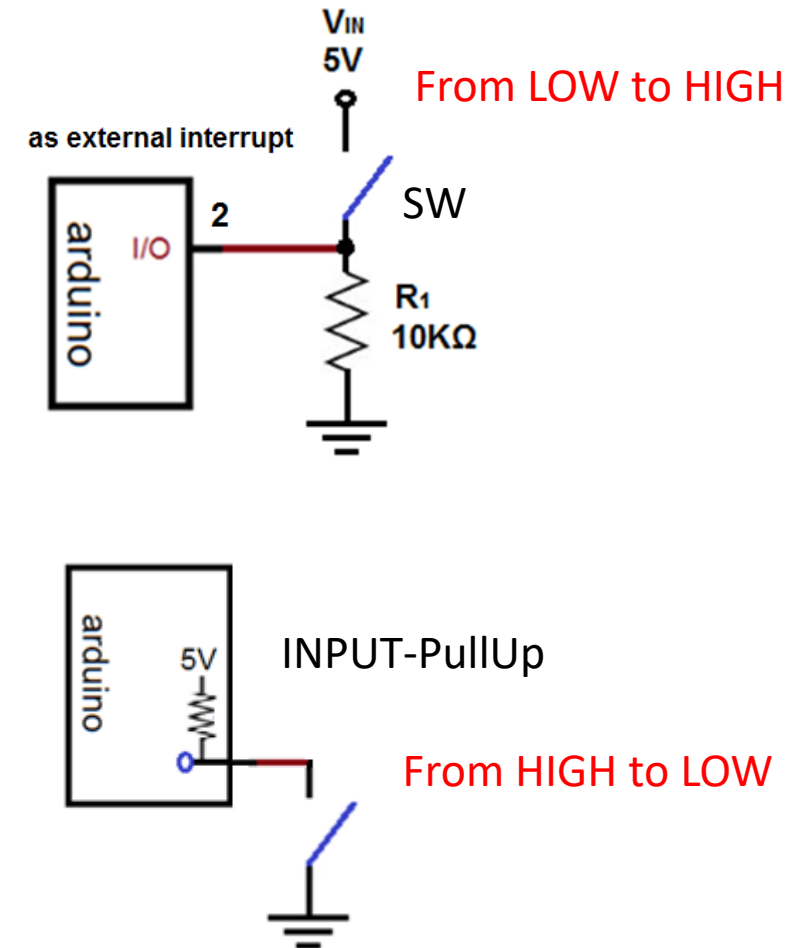 VIN
5V
From LOW to HIGH
as external interrupt
SW
2
I/O
arduino
R1
10KΩ
arduino
5V
INPUT-PullUp
From HIGH to LOW